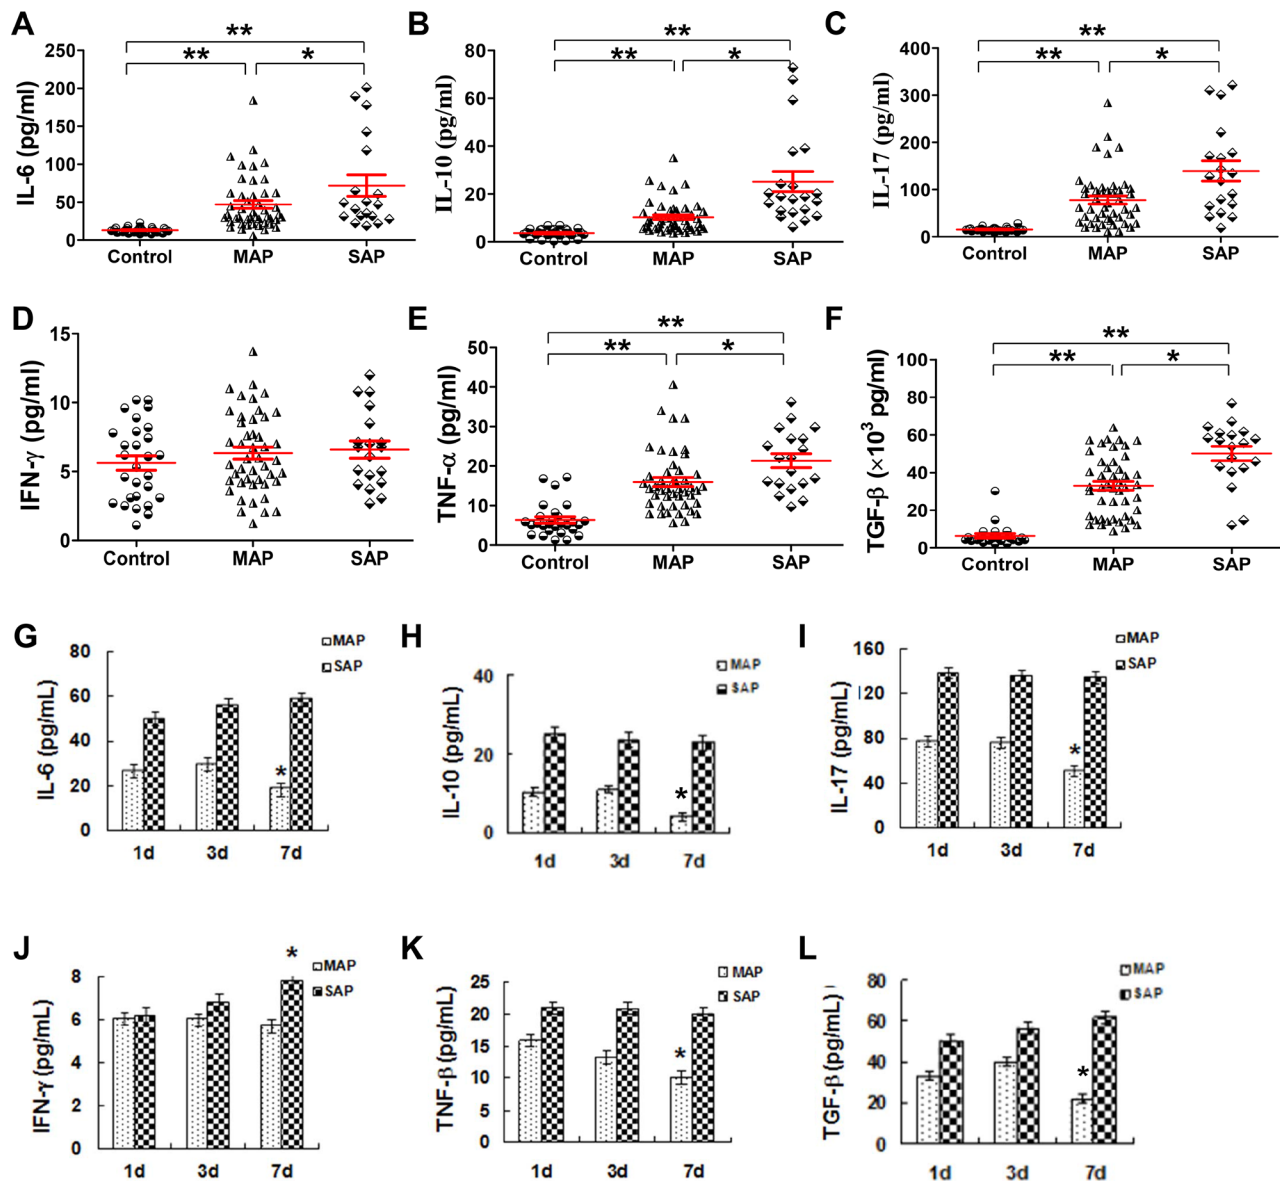 A
**
**
*
250
200
150
100
50
0
IL-6 (pg/ml)
Control MAP SAP
B
**
**
*
80
60
40
20
0
IL-10 (pg/ml)
Control MAP SAP
C
**
**
*
400
300
200
100
0
IL-17 (pg/ml)
Control MAP SAP
D
15
10
5
0
IFN-γ (pg/ml)
Control MAP SAP
E
**
**
*
50
40
30
20
10
0
TNF-α (pg/ml)
Control MAP SAP
F
**
**
*
100
80
60
40
20
0
TGF-β (×10³ pg/ml)
Control MAP SAP
G
MAP
SAP
80
60
40
20
0
IL-6 (pg/mL)
*
1d 3d 7d
H
MAP
SAP
40
20
0
IL-10 (pg/mL)
*
1d 3d 7d
I
MAP
SAP
160
120
80
40
0
IL-17 (pg/mL)
*
1d 3d 7d
J
MAP
SAP
8
6
4
2
0
IFN-γ (pg/mL)
*
1d 3d 7d
K
MAP
SAP
25
20
15
10
5
0
TNF-β (pg/mL)
*
1d 3d 7d
L
MAP
SAP
80
60
40
20
0
TGF-β (pg/mL)
*
1d 3d 7d